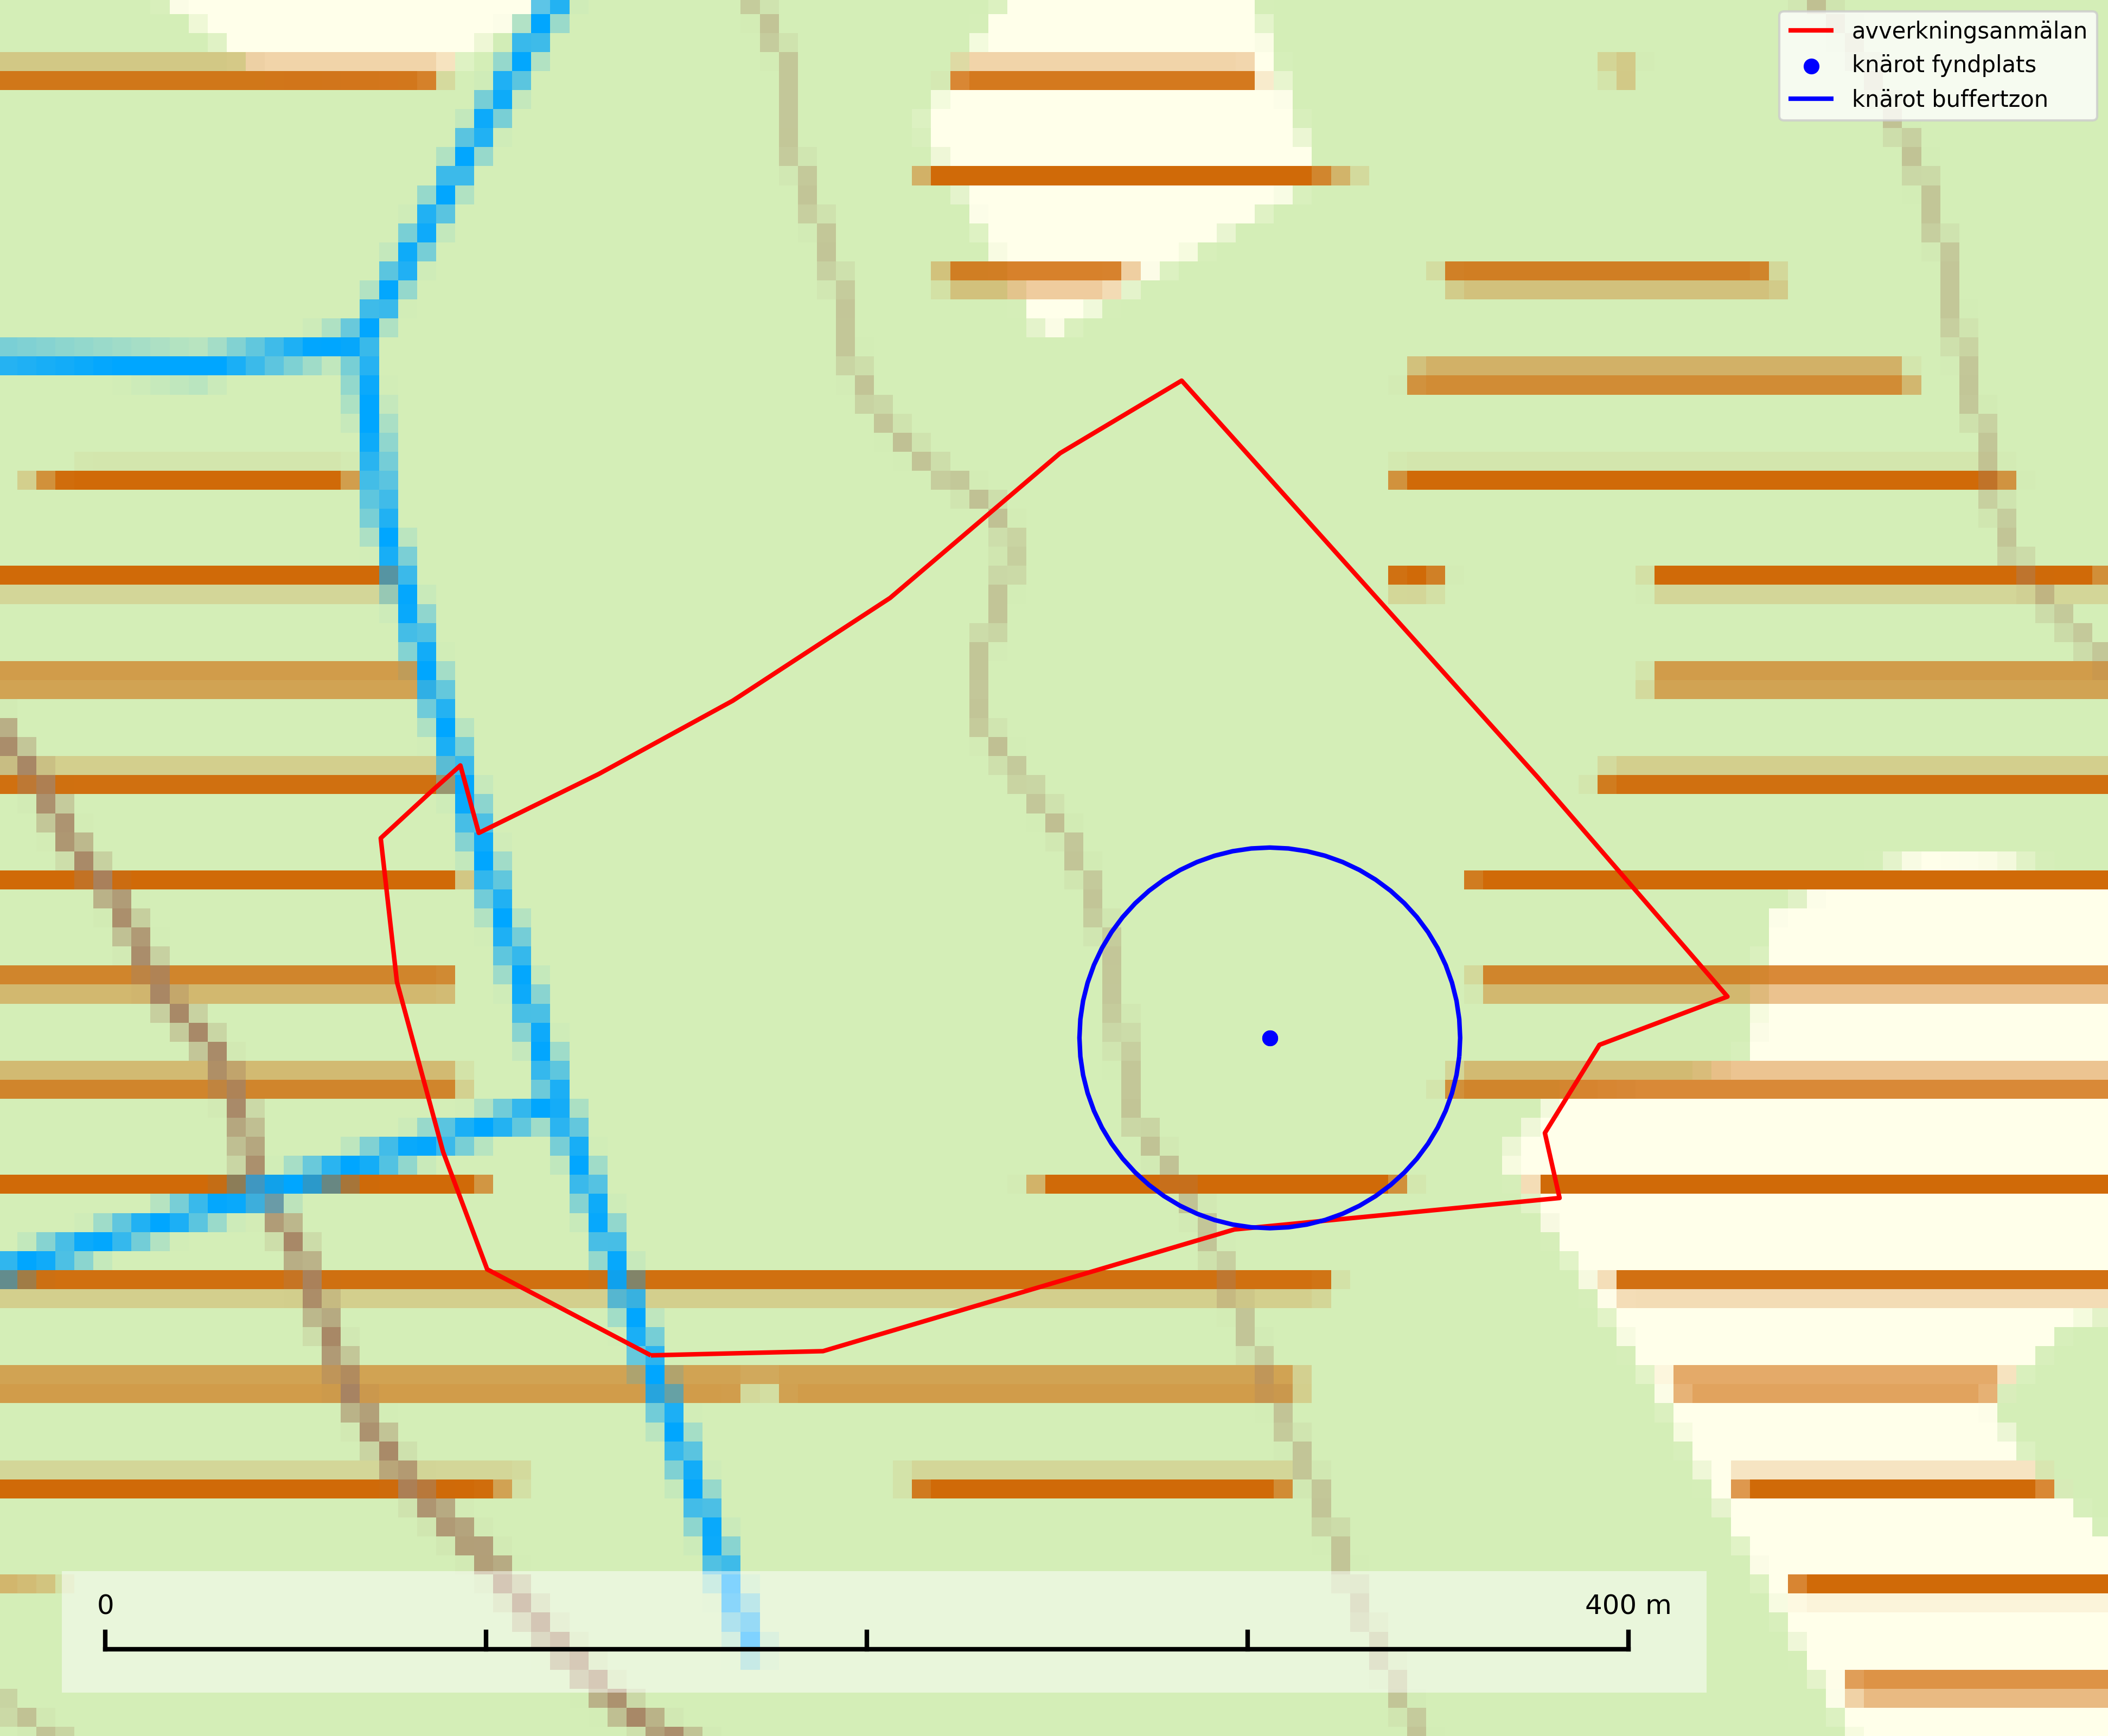 avverkningsanmälan
knärot fyndplats
knärot buffertzon
0 400 m